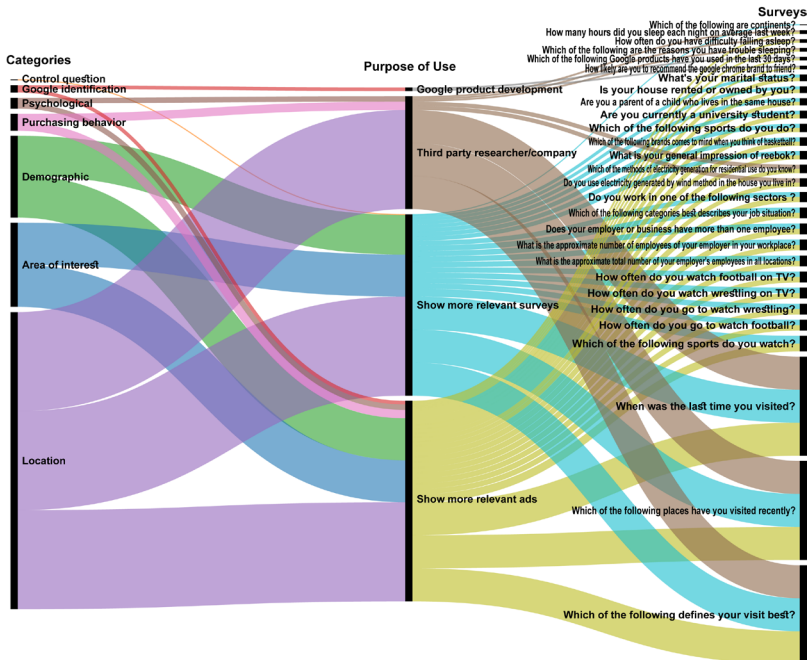 Surveys
Categories
Purpose of Use
Control question
Google identification
Psychological
Purchasing behavior
Demographic
Area of interest
Location
Google product development
Third party researcher/company
Show more relevant surveys
Show more relevant ads
Which of the following are continents?
How many hours did you sleep each night on average last week?
How often do you have difficulty falling asleep?
Which of the following are the reasons you have trouble sleeping?
Which of the following Google products have you used in the last 30 days?
How likely are you to recommend the google chrome brand to friend?
What's your marital status?
Is your house rented or owned by you?
Are you a parent of a child who lives in the same house?
Are you currently a university student?
Which of the following sports do you do?
Which of the following brands comes to mind when you think of basketball?
What is your general impression of reebok?
Which of the methods of electricity generation for residential use do you know?
Do you use electricity generated by wind method in the house you live in?
Do you work in one of the following sectors ?
Which of the following categories best describes your job situation?
Does your employer or business have more than one employee?
What is the approximate number of employees of your employer in your workplace?
What is the approximate total number of your employer's employees in all locations?
How often do you watch football on TV?
How often do you watch wrestling on TV?
How often do you go to watch wrestling?
How often do you go to watch football?
Which of the following sports do you watch?
When was the last time you visited?
Which of the following places have you visited recently?
Which of the following defines your visit best?